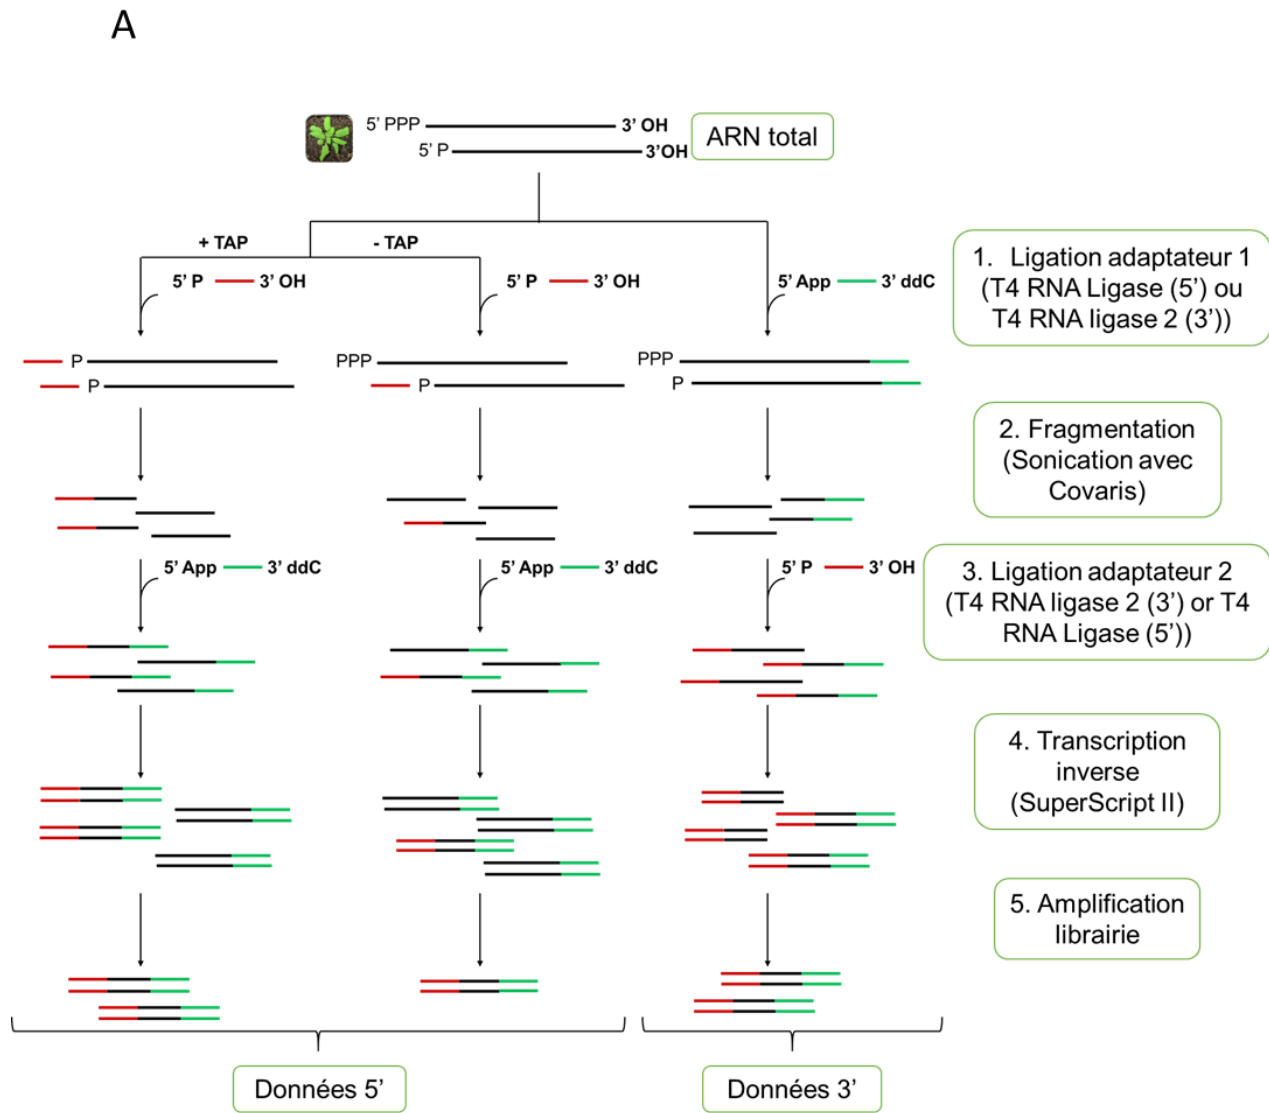 A
5' PPP 3' OH
5' P 3'OH
ARN total
+ TAP - TAP
5' P 3' OH
5' P 3' OH
5' App 3' ddC
1. Ligation adaptateur 1
(T4 RNA Ligase (5') ou
T4 RNA ligase 2 (3'))
P
P
PPP
P
PPP
P
2. Fragmentation
(Sonication avec
Covaris)
5' App 3' ddC
5' App 3' ddC
5' P 3' OH
3. Ligation adaptateur 2
(T4 RNA ligase 2 (3') or T4
RNA Ligase (5'))
4. Transcription
inverse
(SuperScript II)
5. Amplification
librairie
Données 5'
Données 3'